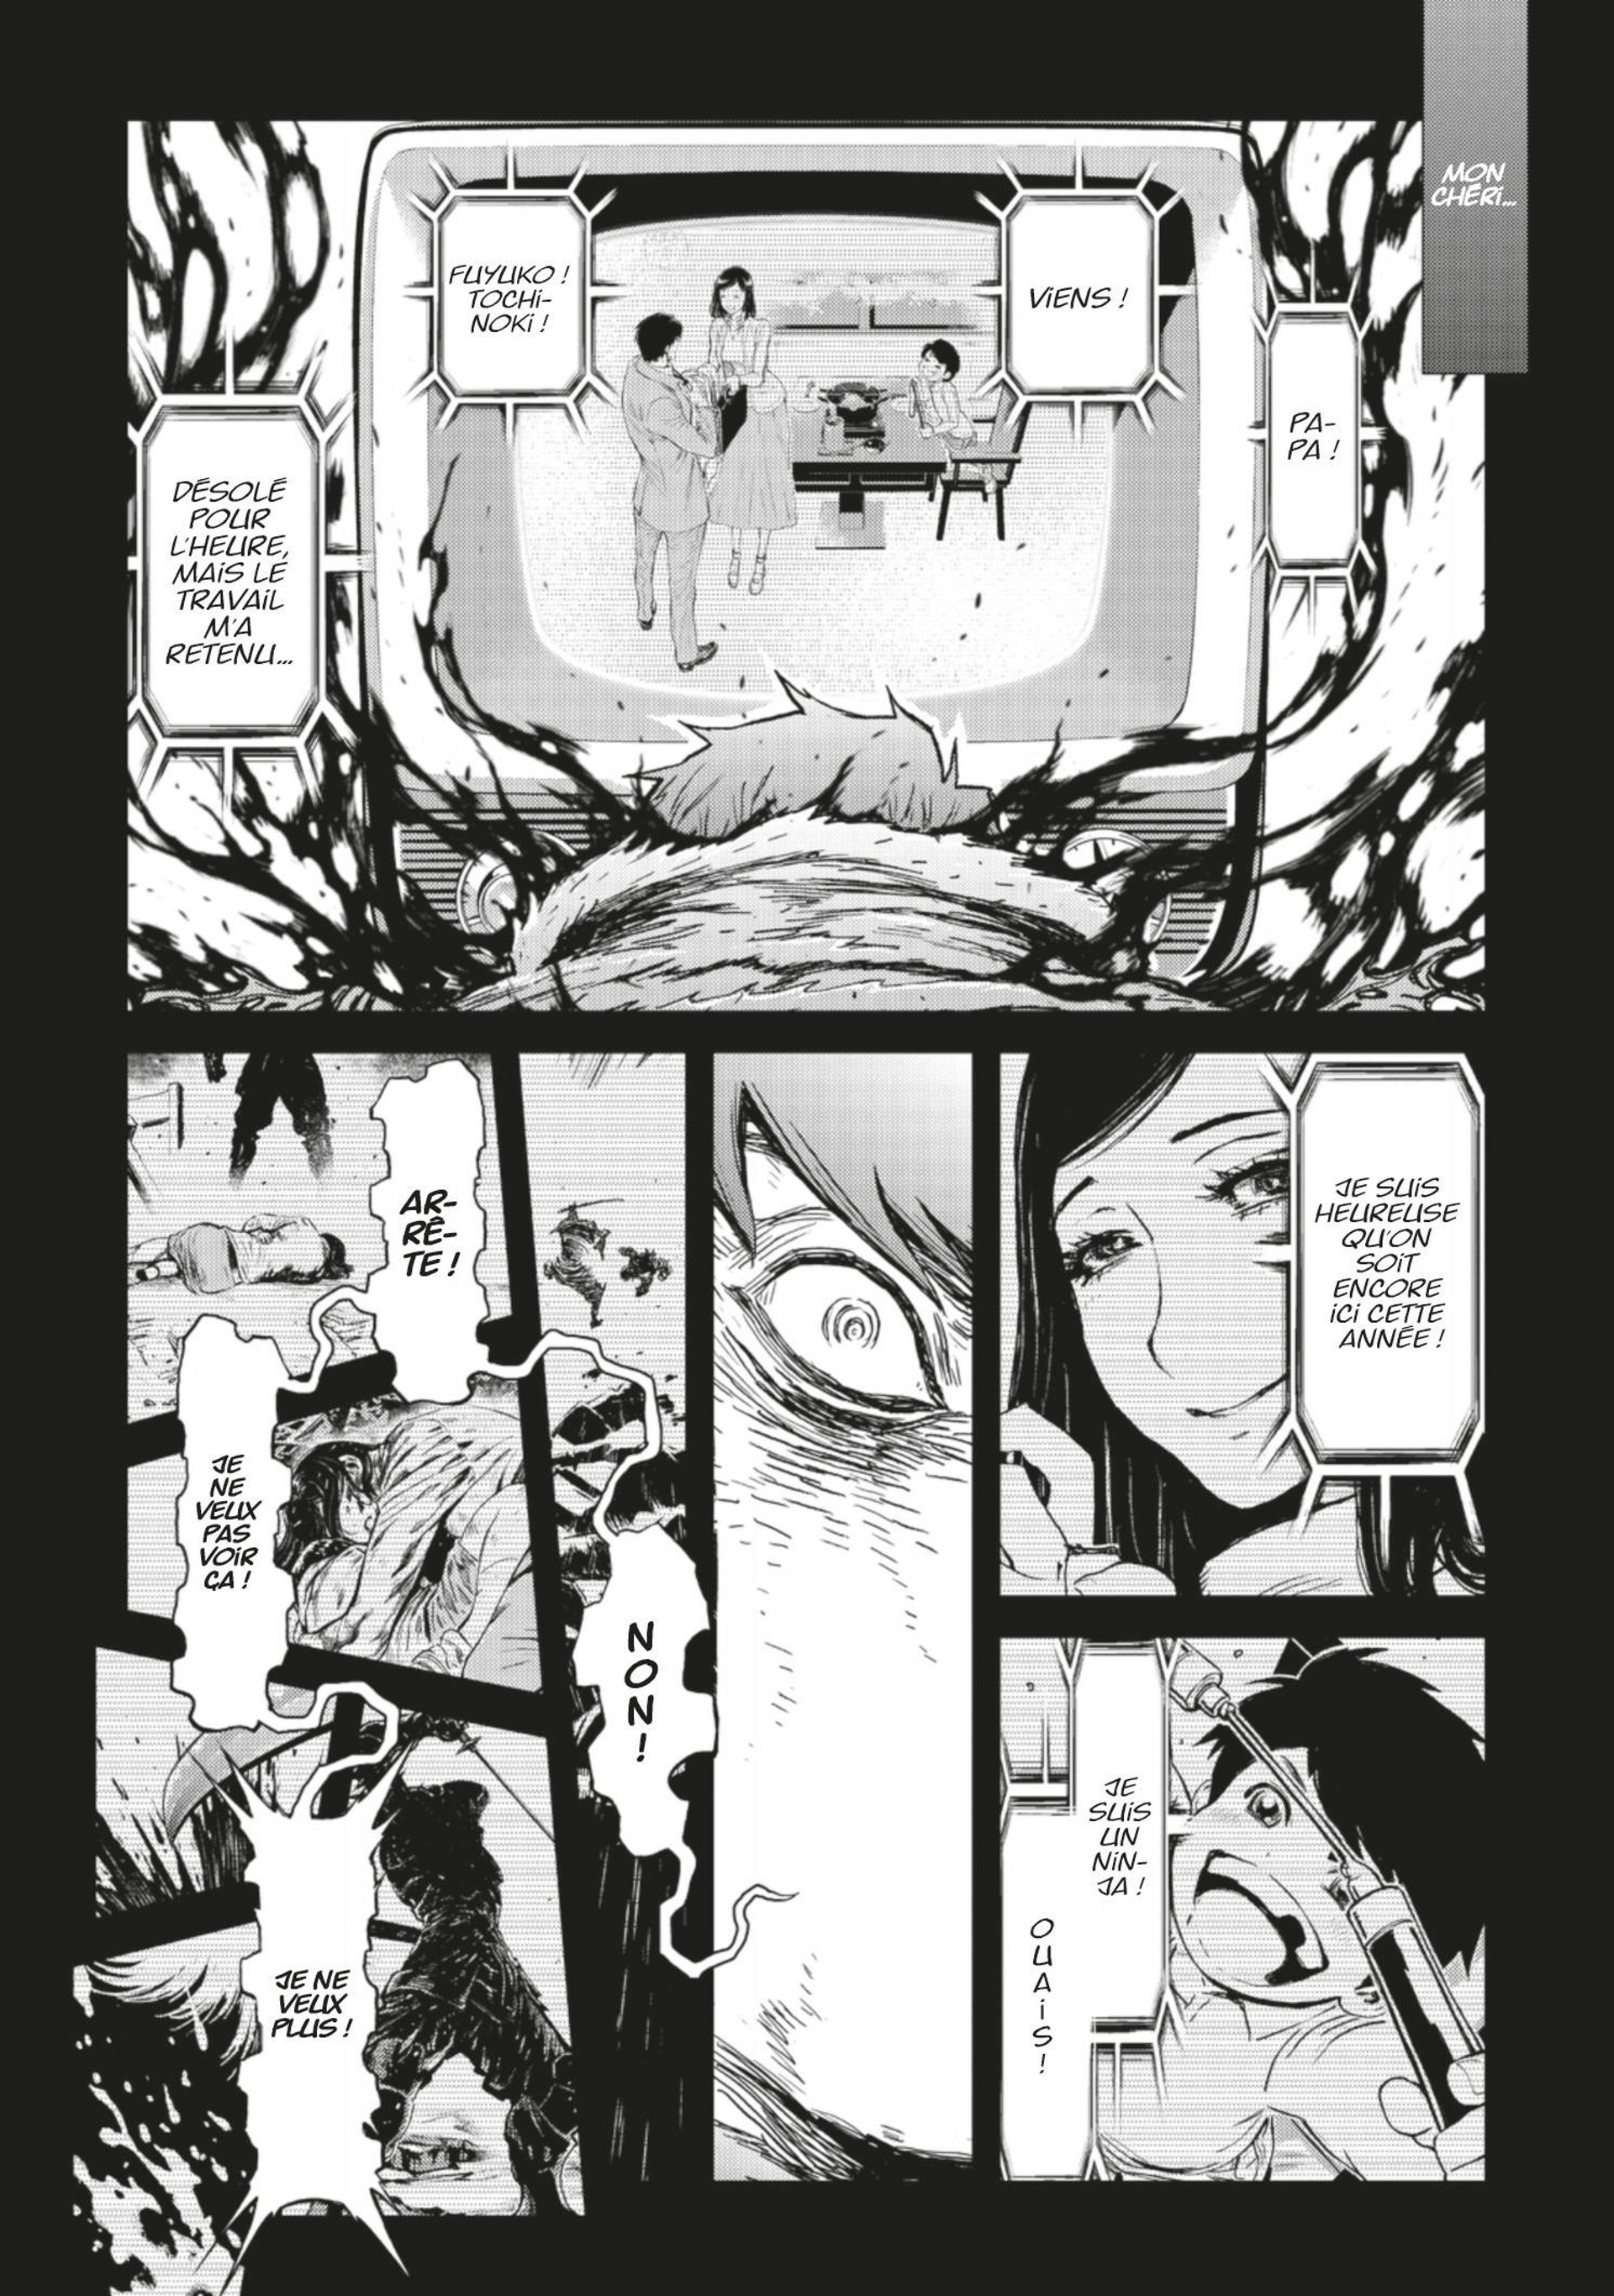 MON
CHÉRI...
PA-
PA !
VIENS !
FUYUKO !
TOCHI-
NOKI !
DÉSOLÉ
POUR
L'HEURE,
MAIS LE
TRAVAIL
M'A
RETENU...
JE SUIS
HEUREUSE
QU'ON
SOIT
ENCORE
ICI CETTE
ANNÉE !
JE
SUIS
UN
NIN-
JA !
OUAIS !
NON !
AR-
RÊ-
TE !
JE
NE
VEUX
PAS
VOIR
ÇA !
JE NE
VEUX
PLUS !